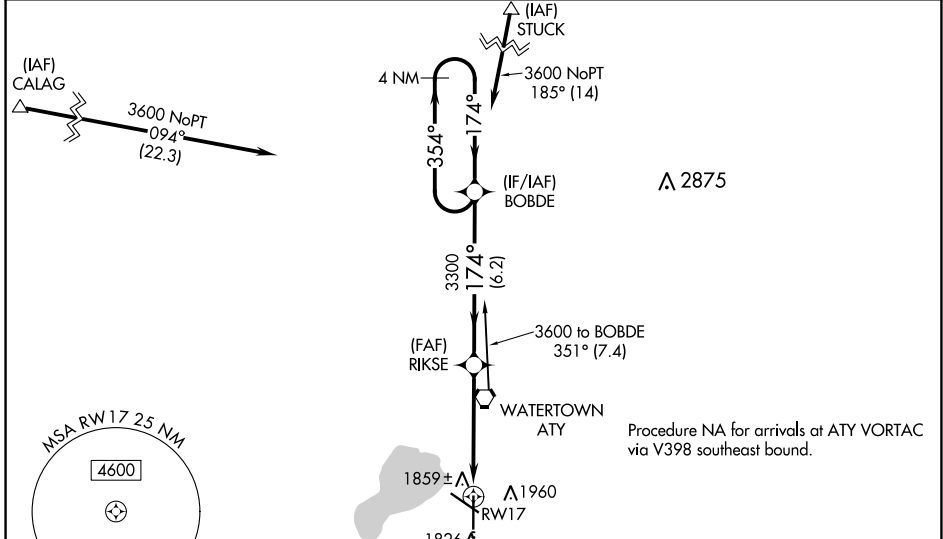 (IAF)
STUCK
(IAF)
CALAG
4 NM
3600 NoPT
185° (14)
3600 NoPT
094°
(22.3)
354°
174°
(IF/IAF)
BOBDE
2875
3300
174°
(6.2)
3600 to BOBDE
351° (7.4)
(FAF)
RIKSE
WATERTOWN
ATY
Procedure NA for arrivals at ATY VORTAC
via V398 southeast bound.
MSA RW17 25 NM
4600
1859±
1960
RW17
1826